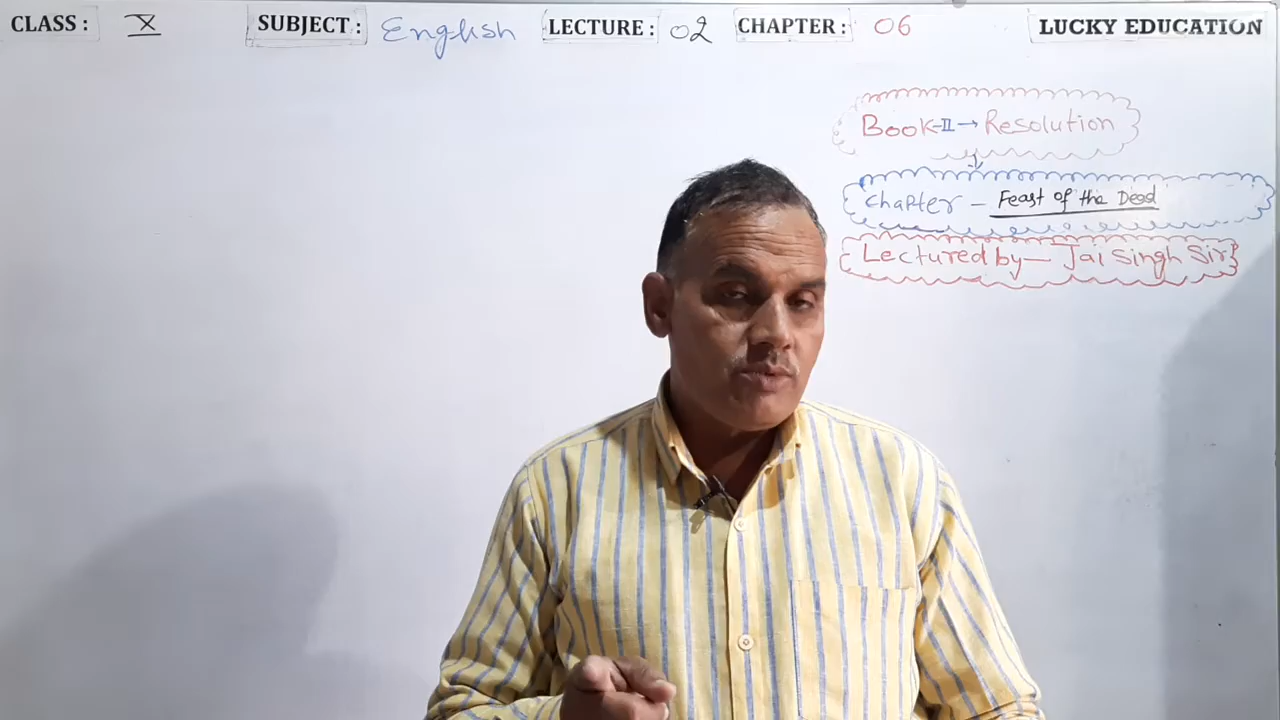 CLASS : X SUBJECT : English LECTURE : 02 CHAPTER : 06 LUCKY EDUCATION
Book-II → Resolution
Chapter - Feast of the Dead
Lectured by - Jai Singh Sir